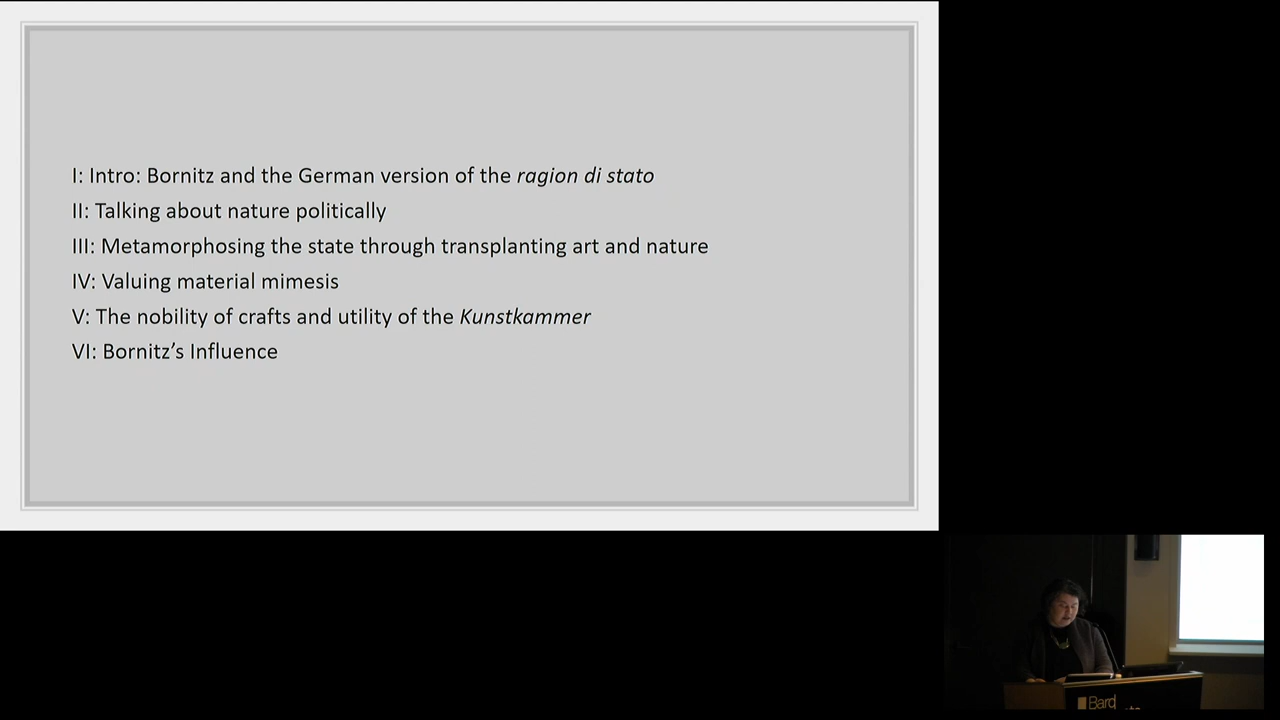 I: Intro: Bornitz and the German version of the ragion di stato
II: Talking about nature politically
III: Metamorphosing the state through transplanting art and nature
IV: Valuing material mimesis
V: The nobility of crafts and utility of the Kunstkammer
VI: Bornitz’s Influence
Bard